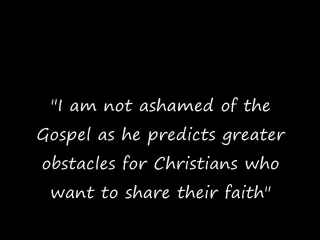 "I am not ashamed of the
Gospel as he predicts greater
obstacles for Christians who
want to share their faith"